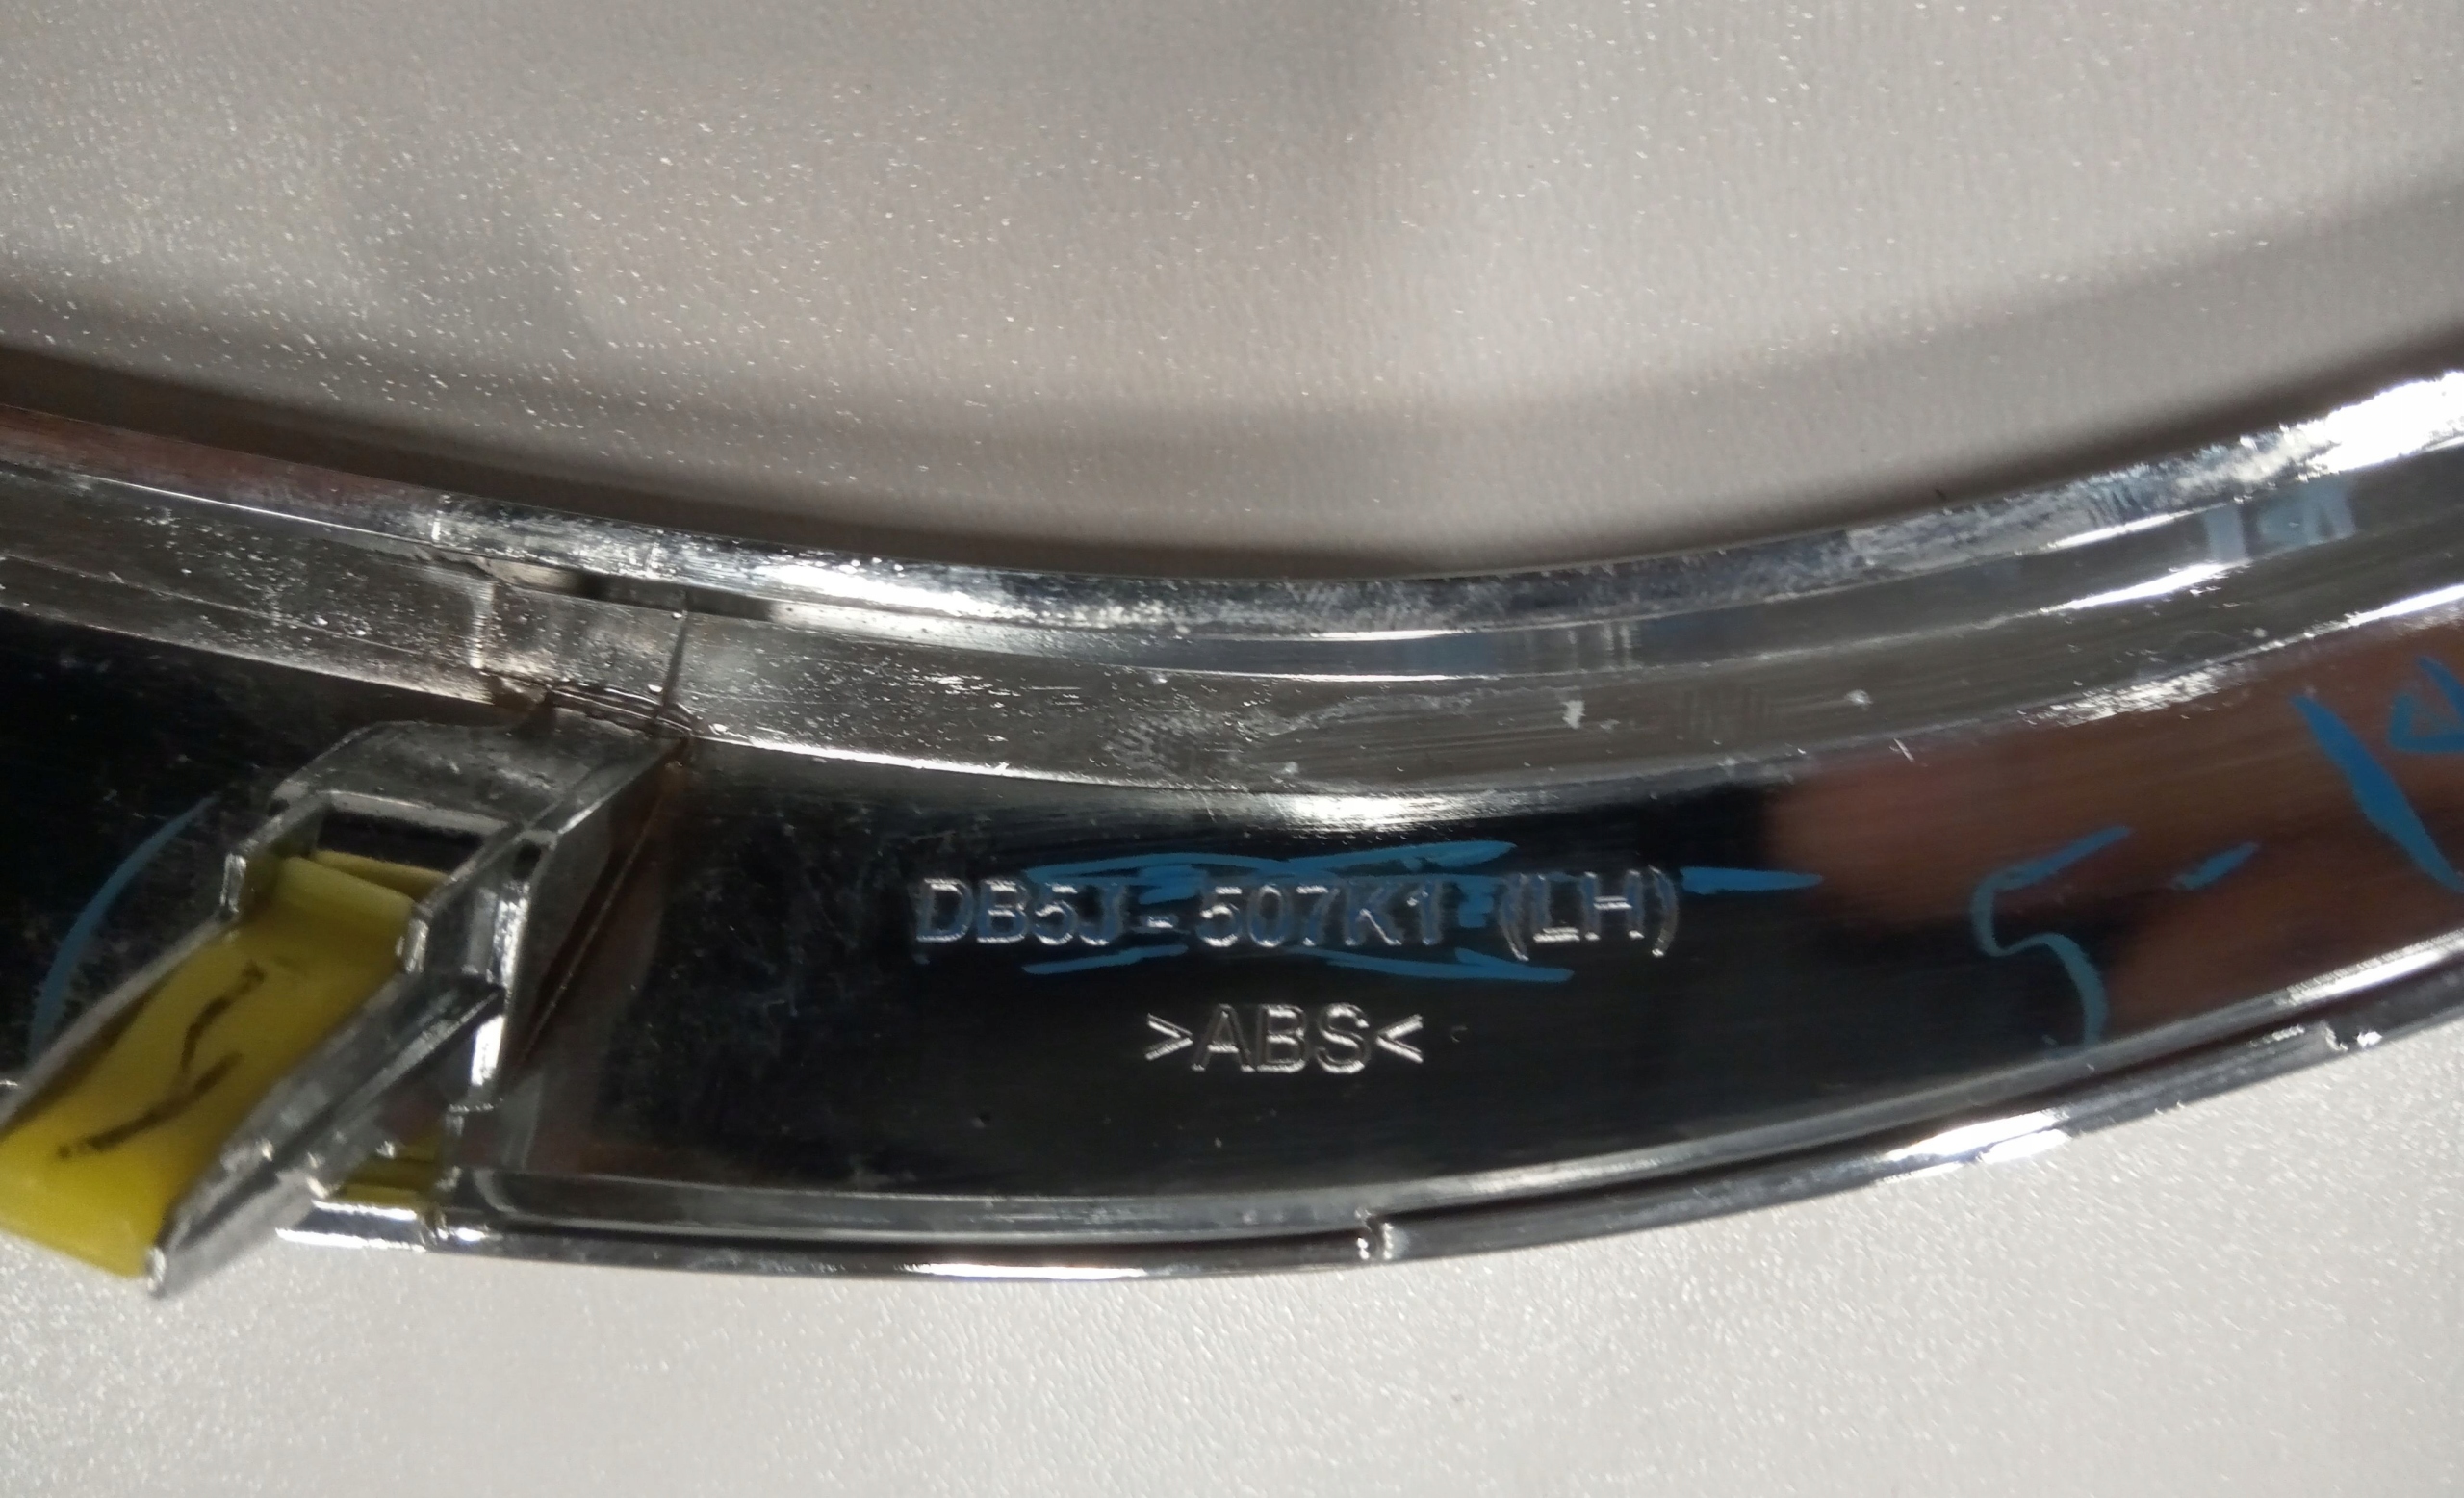 DB5J - 507K1 (LH)
>ABS<